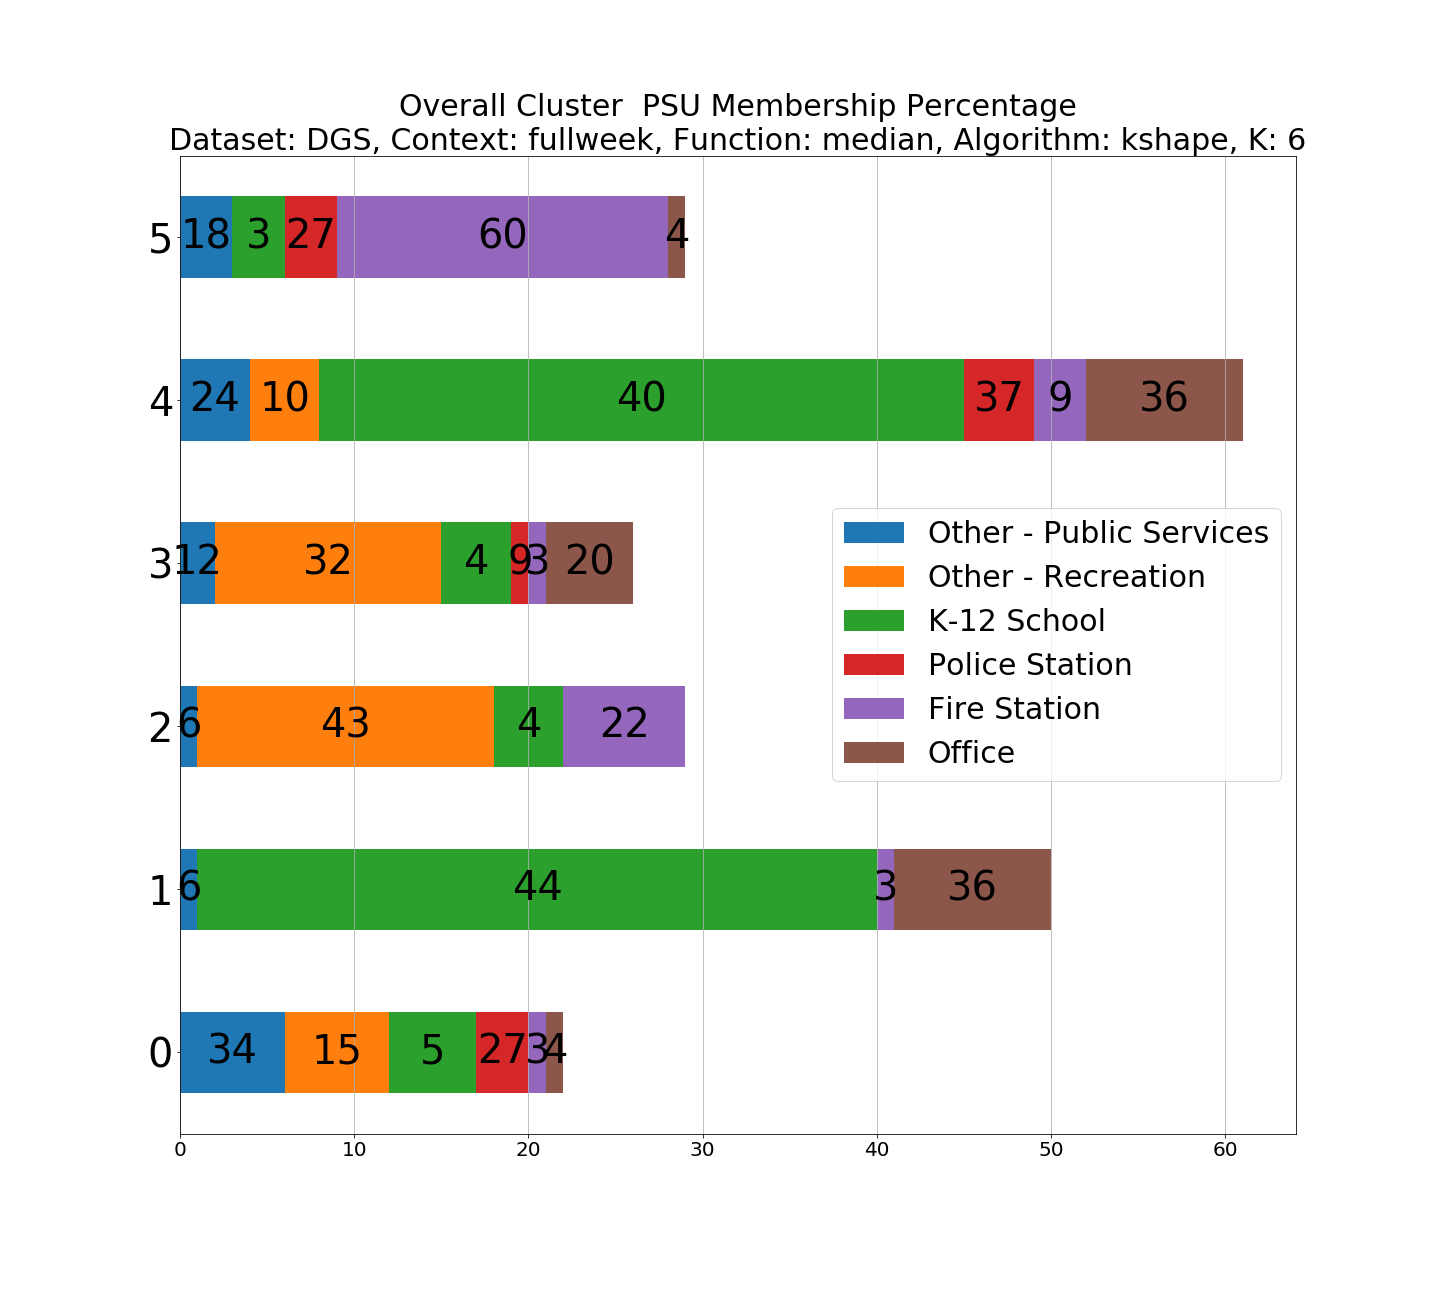 Overall Cluster  PSU Membership Percentage
Dataset: DGS, Context: fullweek, Function: median, Algorithm: kshape, K: 6
5 18 3 27 60 4
4 24 10 40 37 9 36
3 12 32 4 9 3 20
Other - Public Services
Other - Recreation
K-12 School
Police Station
Fire Station
Office
2 6 43 4 22
1 6 44 3 36
0 34 15 5 27 3 4
0 10 20 30 40 50 60